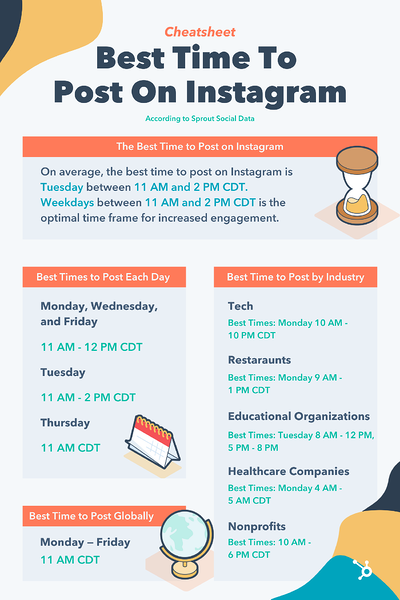 Cheatsheet
Best Time To
Post On Instagram
According to Sprout Social Data
The Best Time to Post on Instagram
On average, the best time to post on Instagram is
Tuesday between 11 AM and 2 PM CDT.
Weekdays between 11 AM and 2 PM CDT is the
optimal time frame for increased engagement.
Best Times to Post Each Day
Monday, Wednesday,
and Friday
11 AM - 12 PM CDT
Tuesday
11 AM - 2 PM CDT
Thursday
11 AM CDT
Best Time to Post Globally
Monday – Friday
11 AM CDT
Best Time to Post by Industry
Tech
Best Times: Monday 10 AM -
10 PM CDT
Restaraunts
Best Times: Monday 9 AM -
1 PM CDT
Educational Organizations
Best Times: Tuesday 8 AM - 12 PM,
5 PM - 8 PM
Healthcare Companies
Best Times: Monday 4 AM -
5 AM CDT
Nonprofits
Best Times: 10 AM -
6 PM CDT